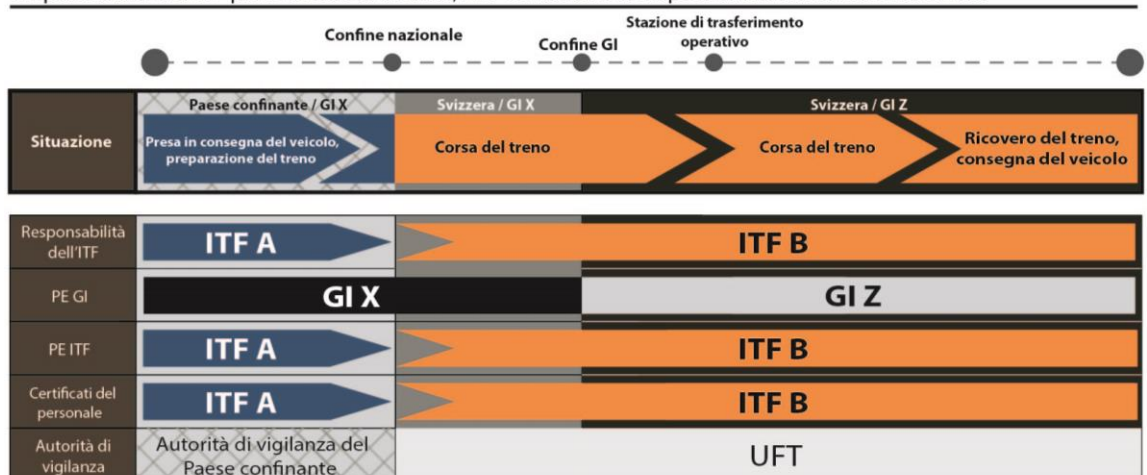 Confine nazionale
Confine GI
Stazione di trasferimento
operativo
Situazione
Paese confinante / GI X
Svizzera / GI X
Svizzera / GI Z
Presa in consegna del veicolo,
preparazione del treno
Corsa del treno
Corsa del treno
Ricovero del treno,
consegna del veicolo
Responsabilità
dell'ITF
ITF A
ITF B
PE GI
GI X
GI Z
PE ITF
ITF A
ITF B
Certificati del
personale
ITF A
ITF B
Autorità di
vigilanza
Autorità di vigilanza del
Paese confinante
UFT